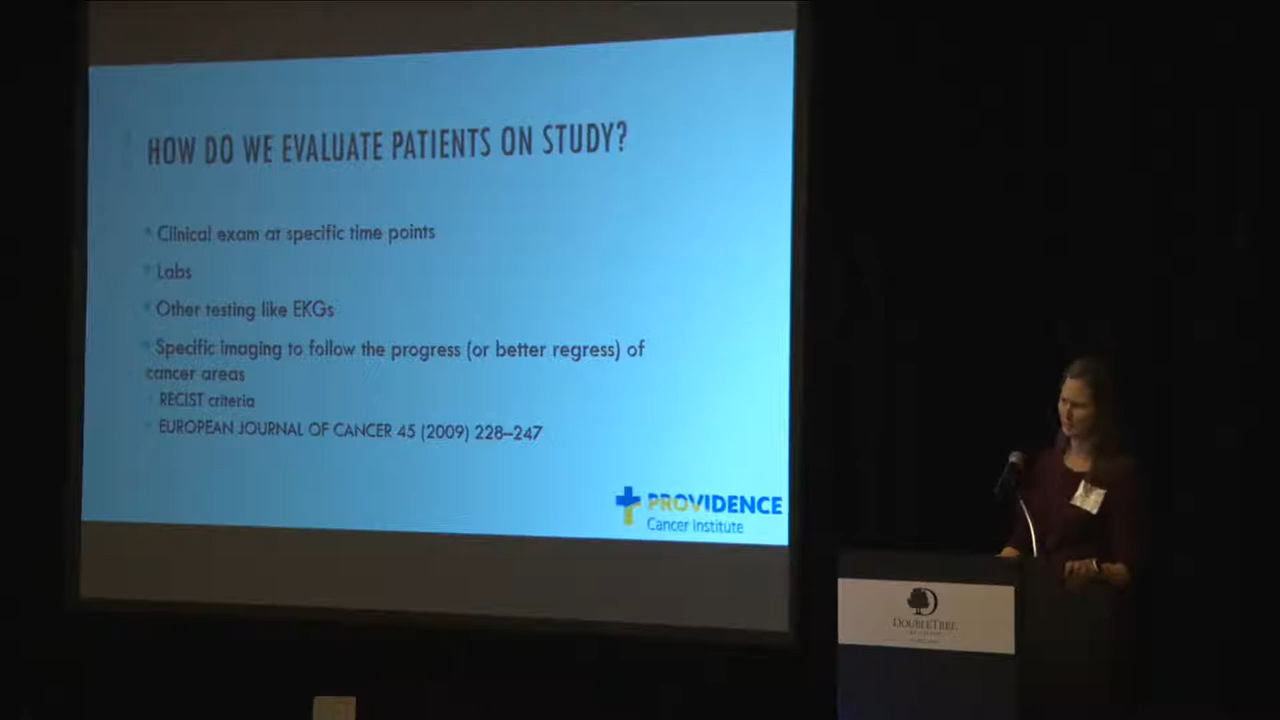 HOW DO WE EVALUATE PATIENTS ON STUDY?
Clinical exam at specific time points
Labs
Other testing like EKGs
Specific imaging to follow the progress (or better regress) of
cancer areas
RECIST criteria
EUROPEAN JOURNAL OF CANCER 45 (2009) 228–247
PROVIDENCE
Cancer Institute
DOUBLETREE